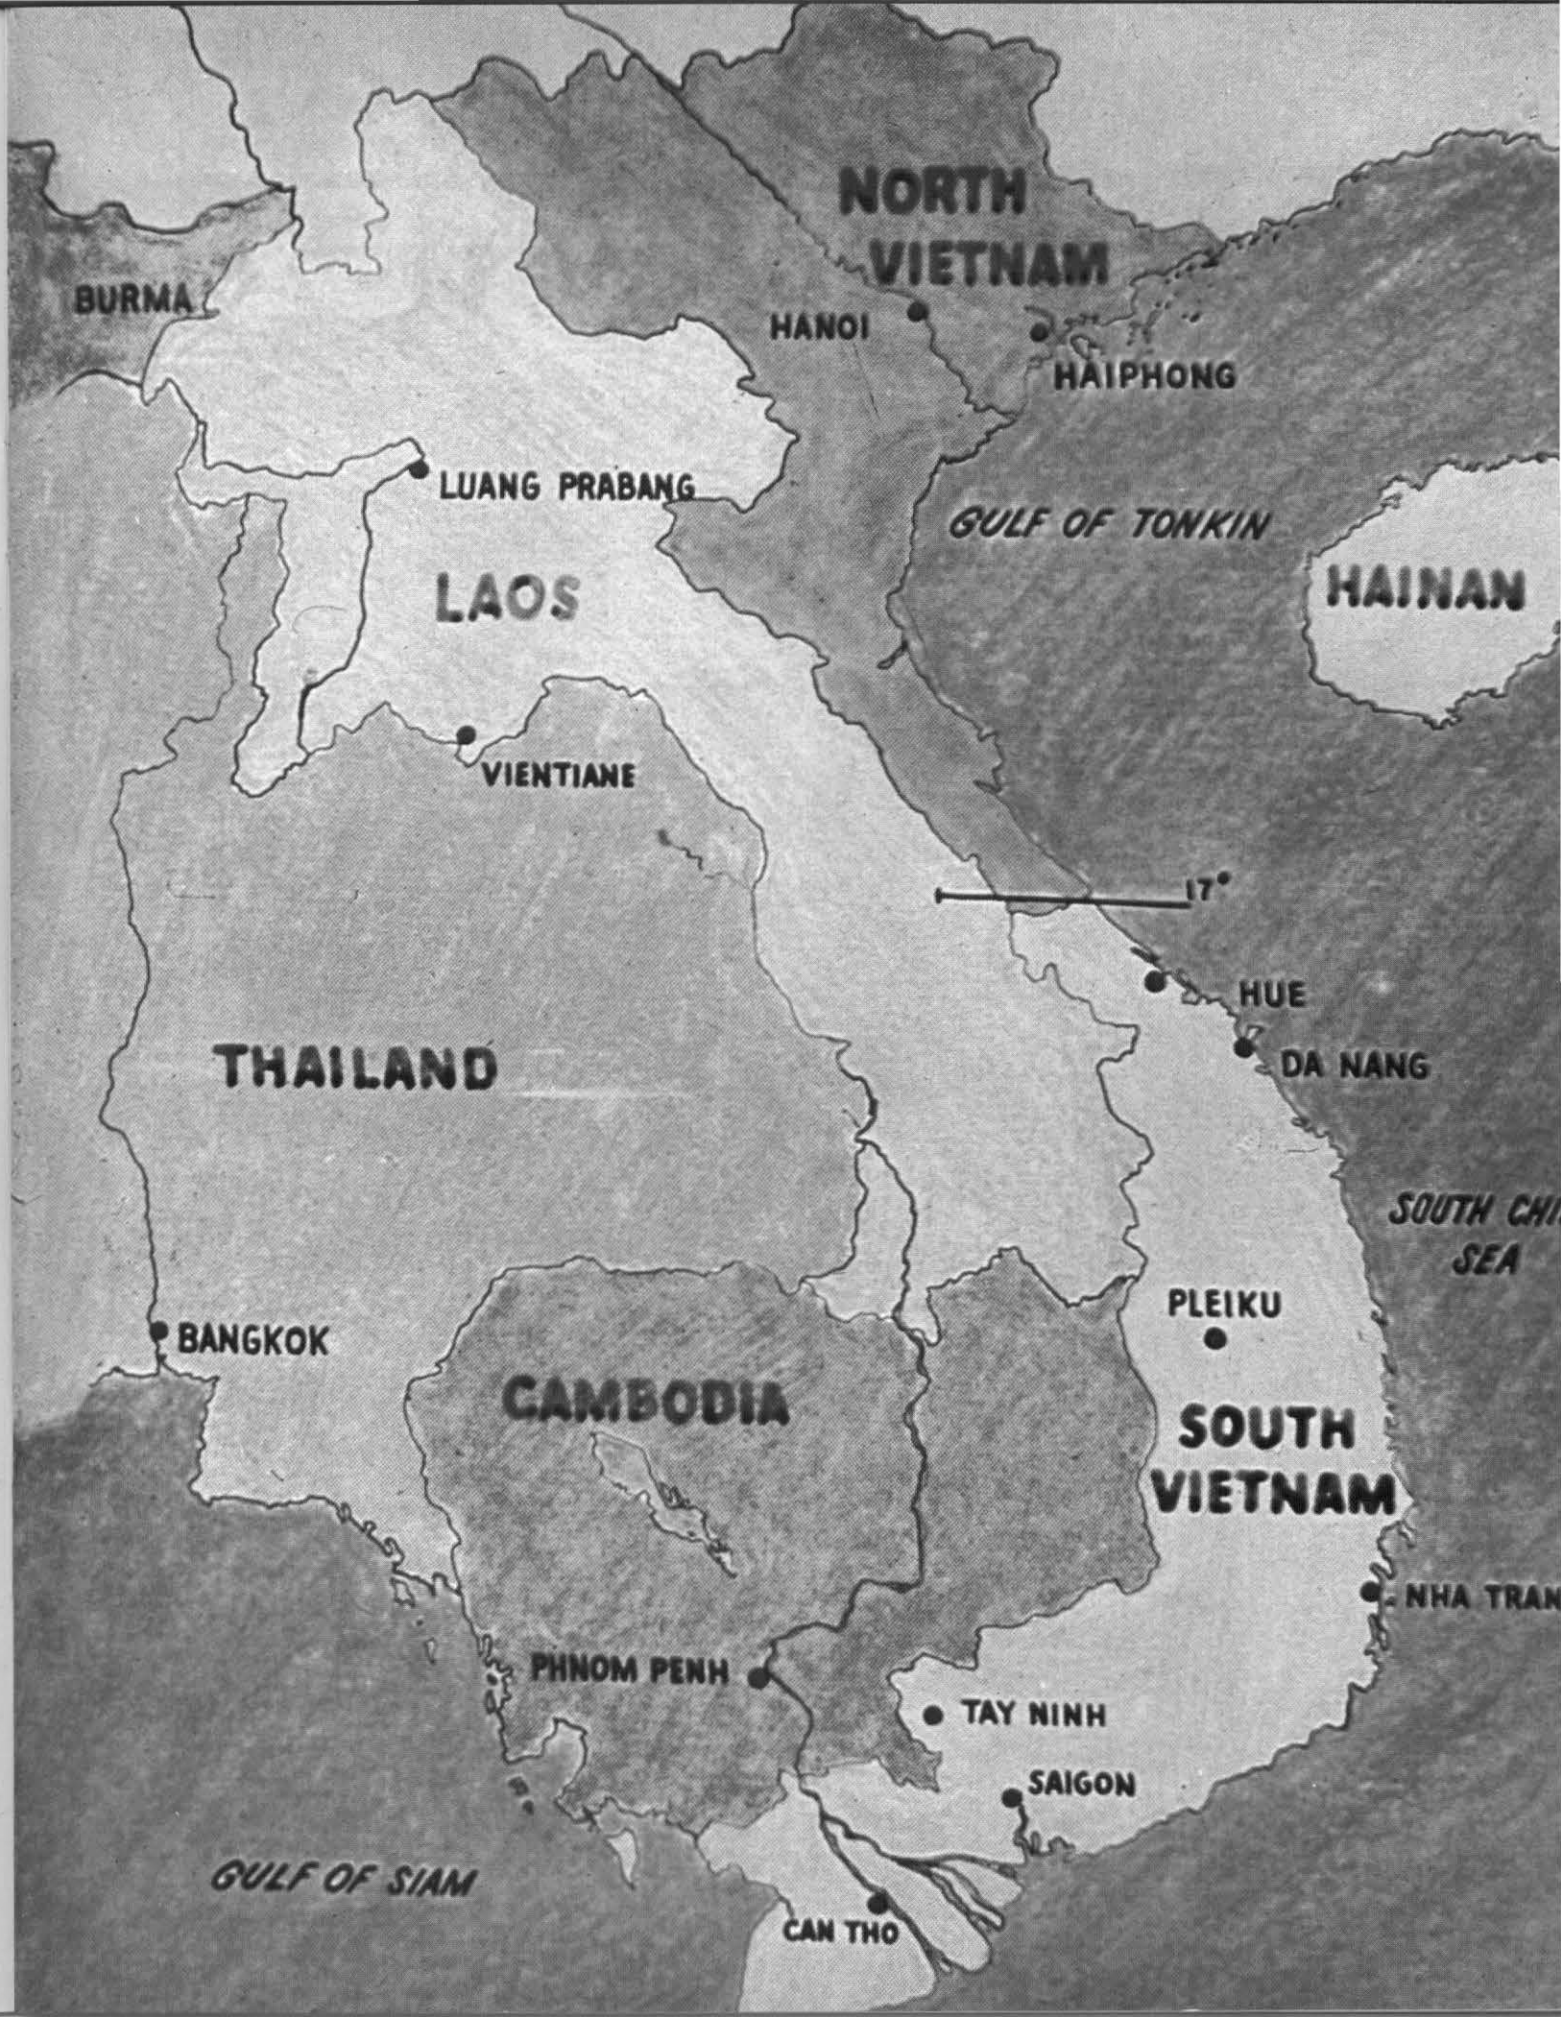 NORTH
VIETNAM
BURMA
HANOI
HAIPHONG
LUANG PRABANG
GULF OF TONKIN
LAOS
HAINAN
VIENTIANE
17°
HUE
THAILAND
DA NANG
SOUTH CHI
SEA
PLEIKU
BANGKOK
CAMBODIA
SOUTH
VIETNAM
NHA TRAN
PHNOM PENH
TAY NINH
SAIGON
GULF OF SIAM
CAN THO